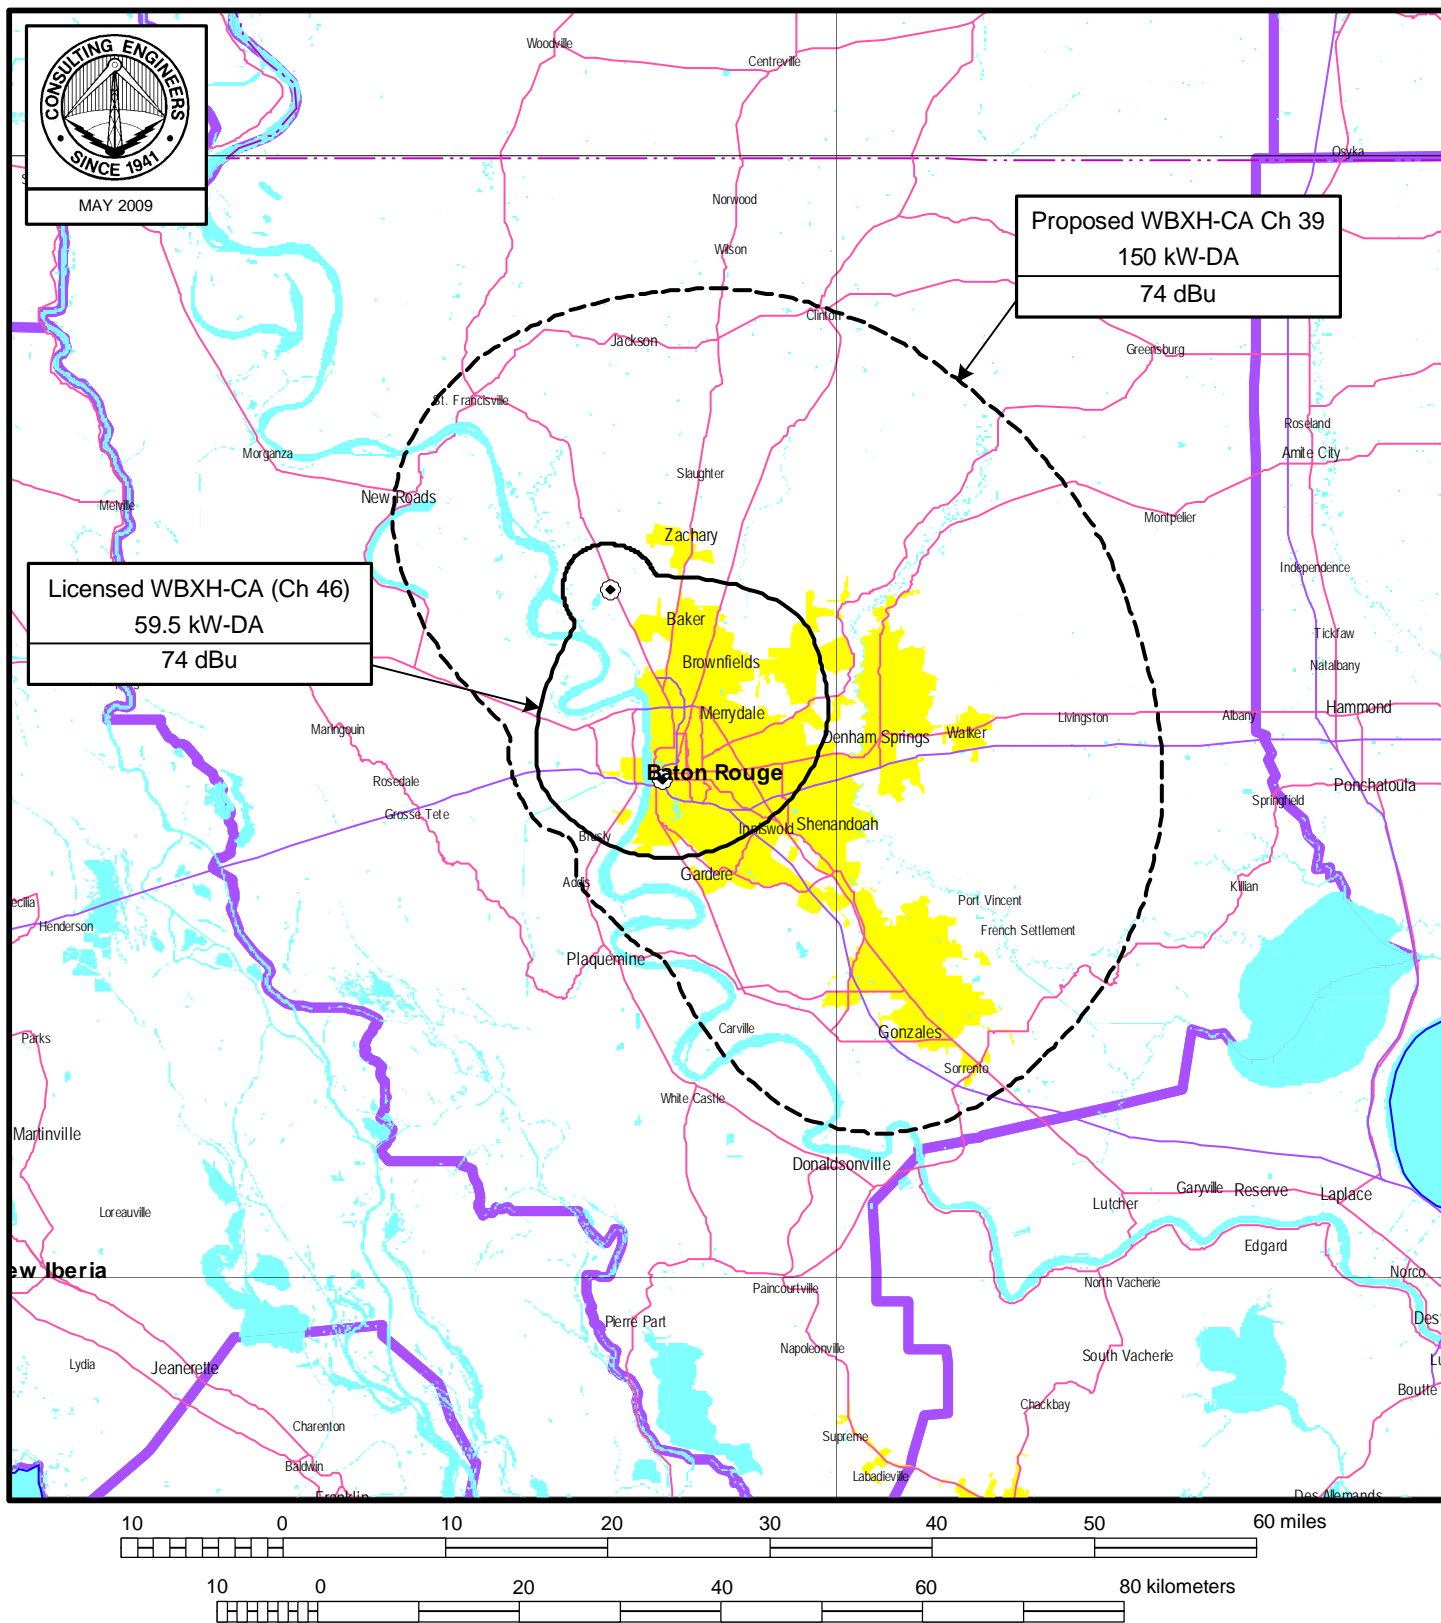 CONSULTING ENGINEERS
SINCE 1941
MAY 2009
Woodville
Centreville
Osyka
Norwood
Wilson
Proposed WBXH-CA Ch 39
150 kW-DA
74 dBu
Clinton
Jackson
Greensburg
St. Francisville
Roseland
Morganza
Amite City
Slaughter
New Roads
Melville
Montpelier
Zachary
Independence
Licensed WBXH-CA (Ch 46)
59.5 kW-DA
74 dBu
Baker
Tickfaw
Brownfields
Natalbany
Hammond
Merrydale
Livingston
Albany
Maringouin
Denham Springs
Walker
Baton Rouge
Rosedale
Ponchatoula
Springfield
Grosse Tete
Inniswold
Shenandoah
Brusly
Gardere
Addis
Killian
ecilia
Port Vincent
Henderson
French Settlement
Plaquemine
Carville
Gonzales
Parks
Sorrento
White Castle
Martinville
Donaldsonville
Garyville
Reserve
Laplace
Lutcher
Loreauville
Edgard
ew Iberia
Norco
North Vacherie
Paincourtville
Pierre Part
Des
Napoleonville
South Vacherie
Lu
Lydia
Jeanerette
Boutte
Chackbay
Charenton
Supreme
Baldwin
Labadieville
Franklin
Des Allemands
10 0 10 20 30 40 50 60 miles
10 0 20 40 60 80 kilometers